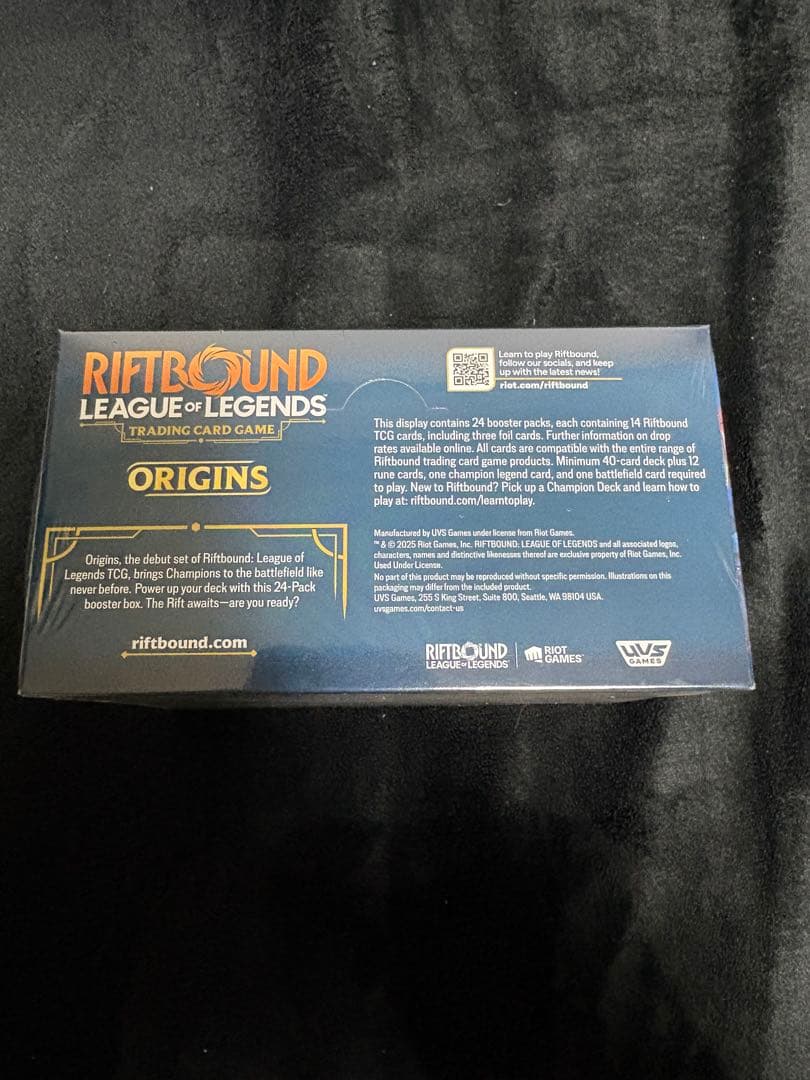 RIFTBOUND
LEAGUE OF LEGENDS
TRADING CARD GAME
ORIGINS
Origins, the debut set of Riftbound: League of
Legends TCG, brings Champions to the battlefield like
never before. Power up your deck with this 24-Pack
booster box. The Rift awaits—are you ready?
riftbound.com
Learn to play Riftbound,
follow our socials, and keep
up with the latest news!
riot.com/riftbound
This display contains 24 booster packs, each containing 14 Riftbound
TCG cards, including three foil cards. Further information on drop
rates available online. All cards are compatible with the entire range of
Riftbound trading card game products. Minimum 40-card deck plus 12
rune cards, one champion legend card, and one battlefield card required
to play. New to Riftbound? Pick up a Champion Deck and learn how to
play at: riftbound.com/learntoplay.
Manufactured by UVS Games under license from Riot Games.
™ & © 2025 Riot Games, Inc. RIFTBOUND: LEAGUE OF LEGENDS and all associated logos,
characters, names and distinctive likenesses thereof are exclusive property of Riot Games, Inc.
Used Under License.
No part of this product may be reproduced without specific permission. Illustrations on this
packaging may differ from the included product.
UVS Games, 255 S King Street, Suite 800, Seattle, WA 98104 USA.
uvsgames.com/contact-us
RIFTBOUND
LEAGUE OF LEGENDS
RIOT
GAMES
UVS
GAMES